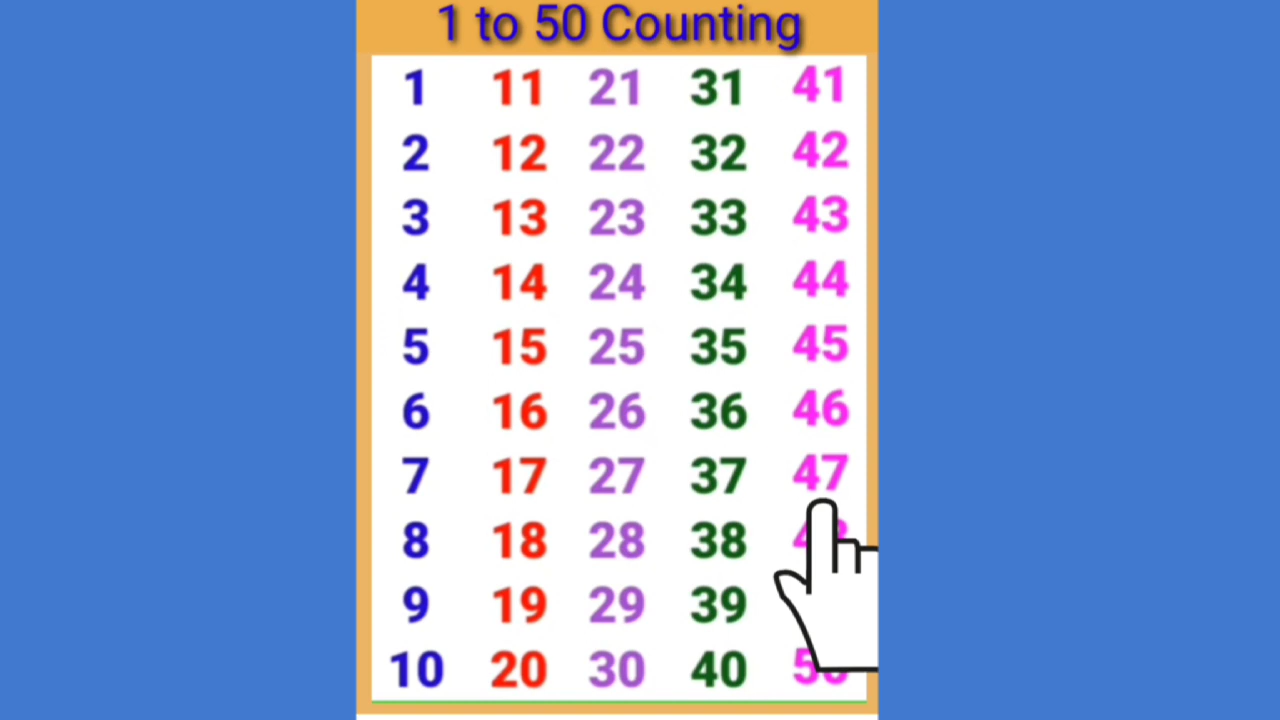 1 to 50 Counting
1 11 21 31 41
2 12 22 32 42
3 13 23 33 43
4 14 24 34 44
5 15 25 35 45
6 16 26 36 46
7 17 27 37 47
8 18 28 38
9 19 29 39
10 20 30 40 50